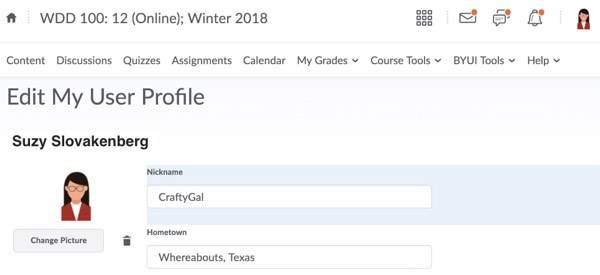 WDD 100: 12 (Online); Winter 2018
Content Discussions Quizzes Assignments Calendar My Grades Course Tools BYUI Tools Help
Edit My User Profile
Suzy Slovakenberg
Nickname
CraftyGal
Change Picture
Hometown
Whereabouts, Texas